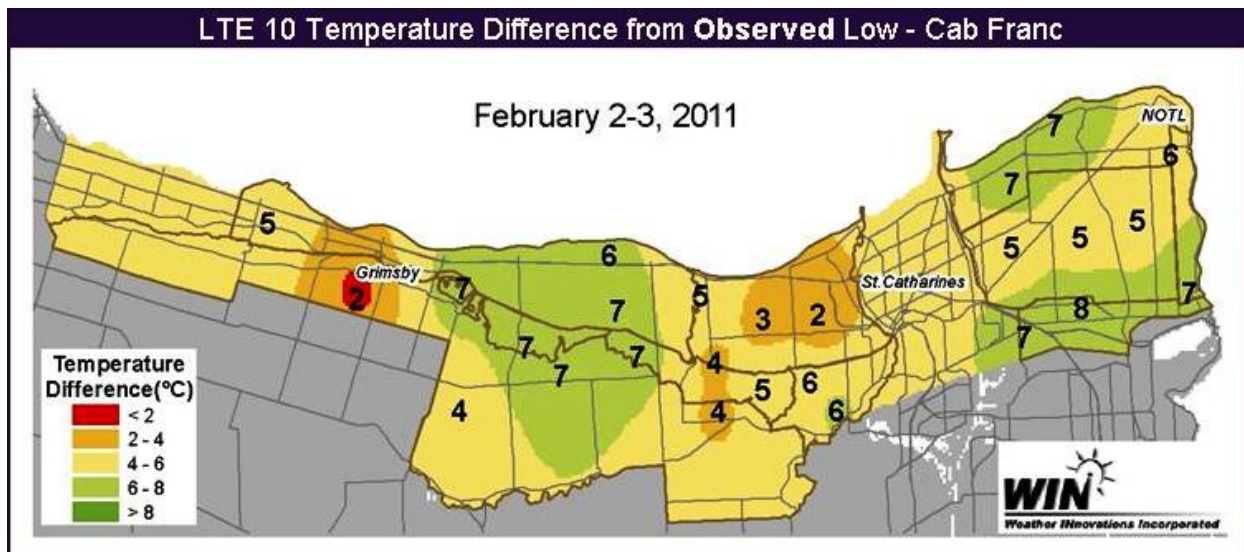 LTE 10 Temperature Difference from Observed Low - Cab Franc
February 2-3, 2011
NOTL
7
6
7
5
5
5
5
6
Grimsby
2
7
5
St.Catharines
7
8
7
3
2
7
7
7
7
4
5
6
4
4
6
Temperature
Difference(ºC)
< 2
2 - 4
4 - 6
6 - 8
> 8
WIN
Weather INnovations Incorporated